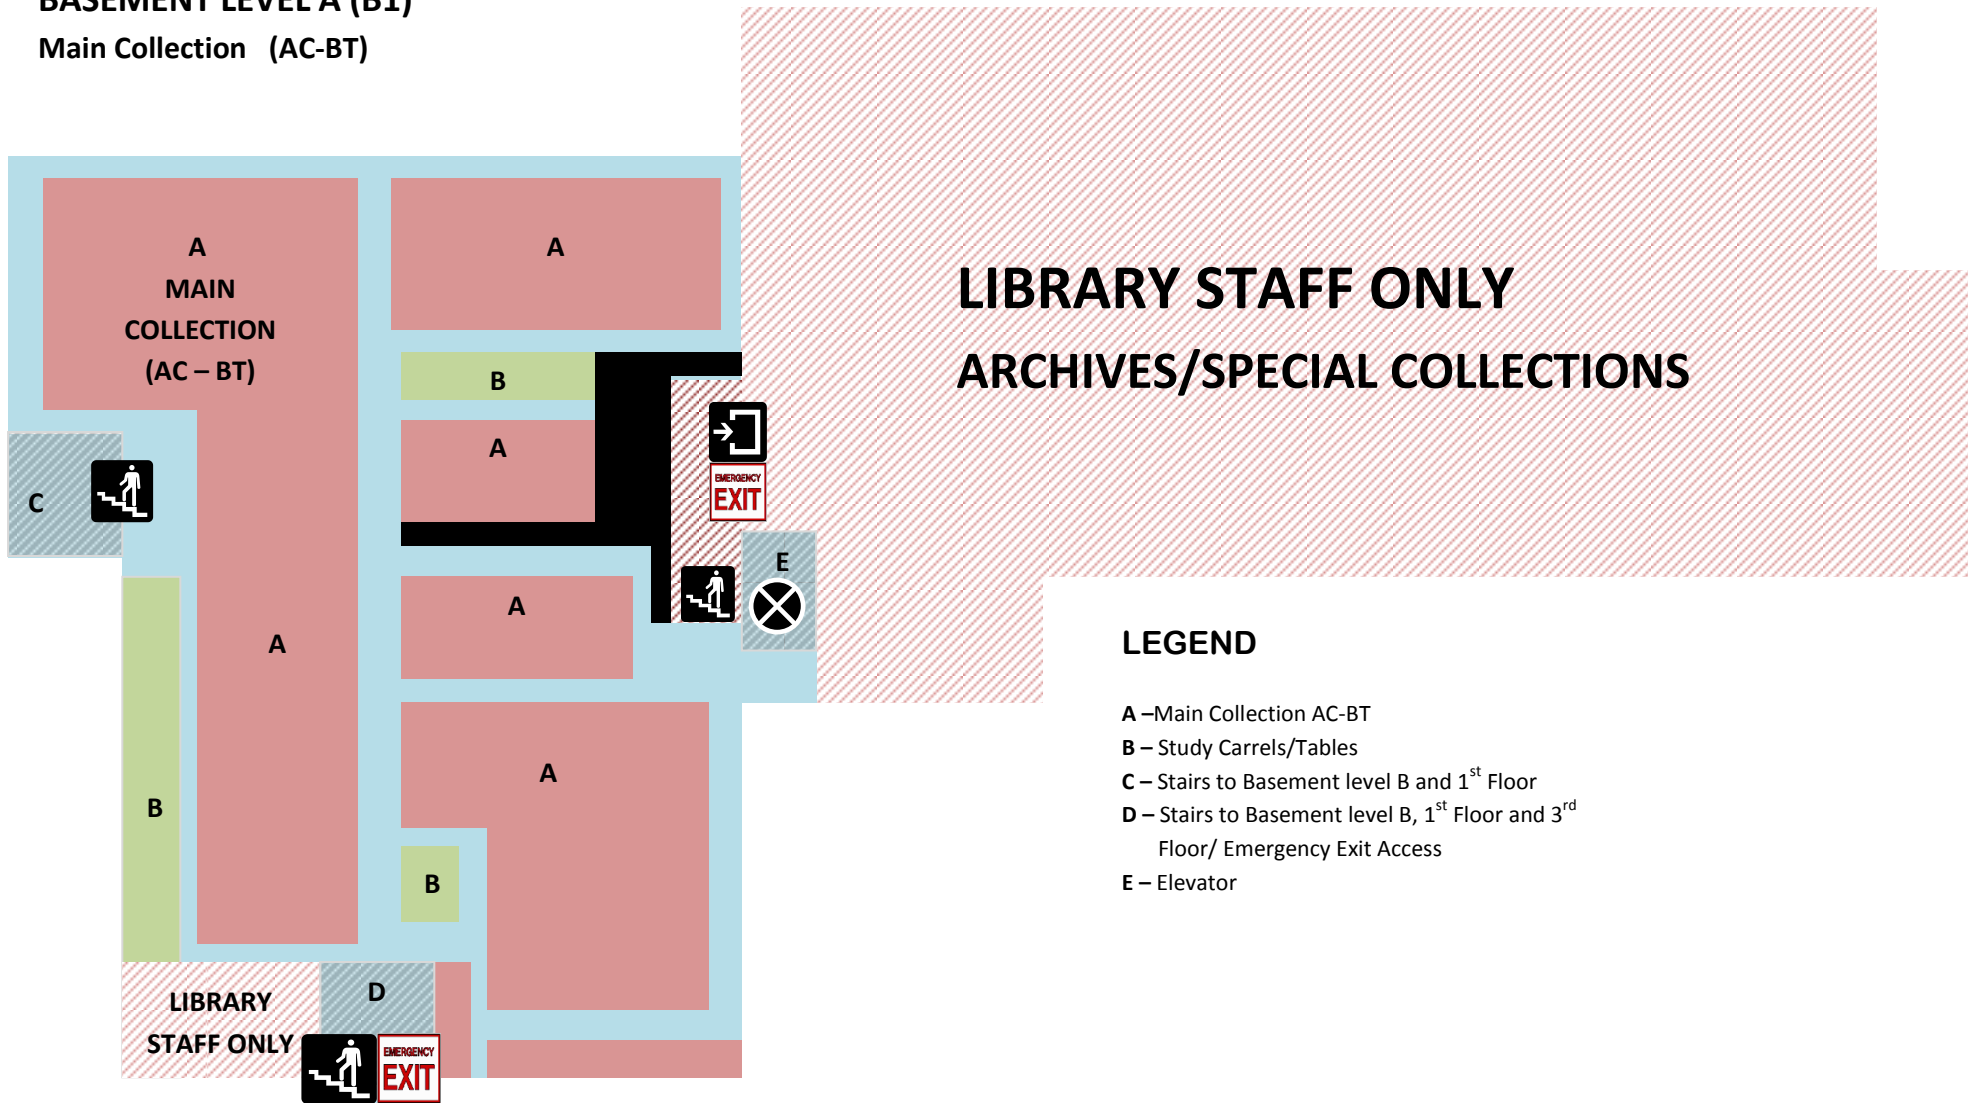 BASEMENT LEVEL A (B1)
Main Collection (AC-BT)
A
MAIN
COLLECTION
(AC – BT)
A
LIBRARY STAFF ONLY
ARCHIVES/SPECIAL COLLECTIONS
B
A
C
EMERGENCY
EXIT
E
A
A
LEGEND
A –Main Collection AC-BT
B – Study Carrels/Tables
C – Stairs to Basement level B and 1st Floor
D – Stairs to Basement level B, 1st Floor and 3rd
Floor/ Emergency Exit Access
E – Elevator
A
B
B
LIBRARY
STAFF ONLY
D
EMERGENCY
EXIT